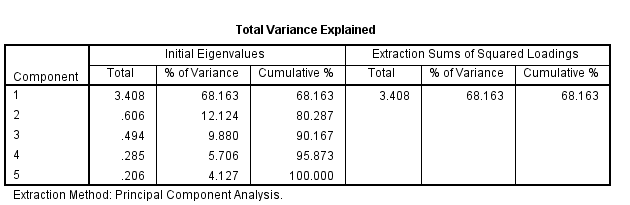 Total Variance Explained
Initial Eigenvalues Extraction Sums of Squared Loadings
Component Total % of Variance Cumulative % Total % of Variance Cumulative %
1 3.408 68.163 68.163 3.408 68.163 68.163
2 .606 12.124 80.287
3 .494 9.880 90.167
4 .285 5.706 95.873
5 .206 4.127 100.000
Extraction Method: Principal Component Analysis.